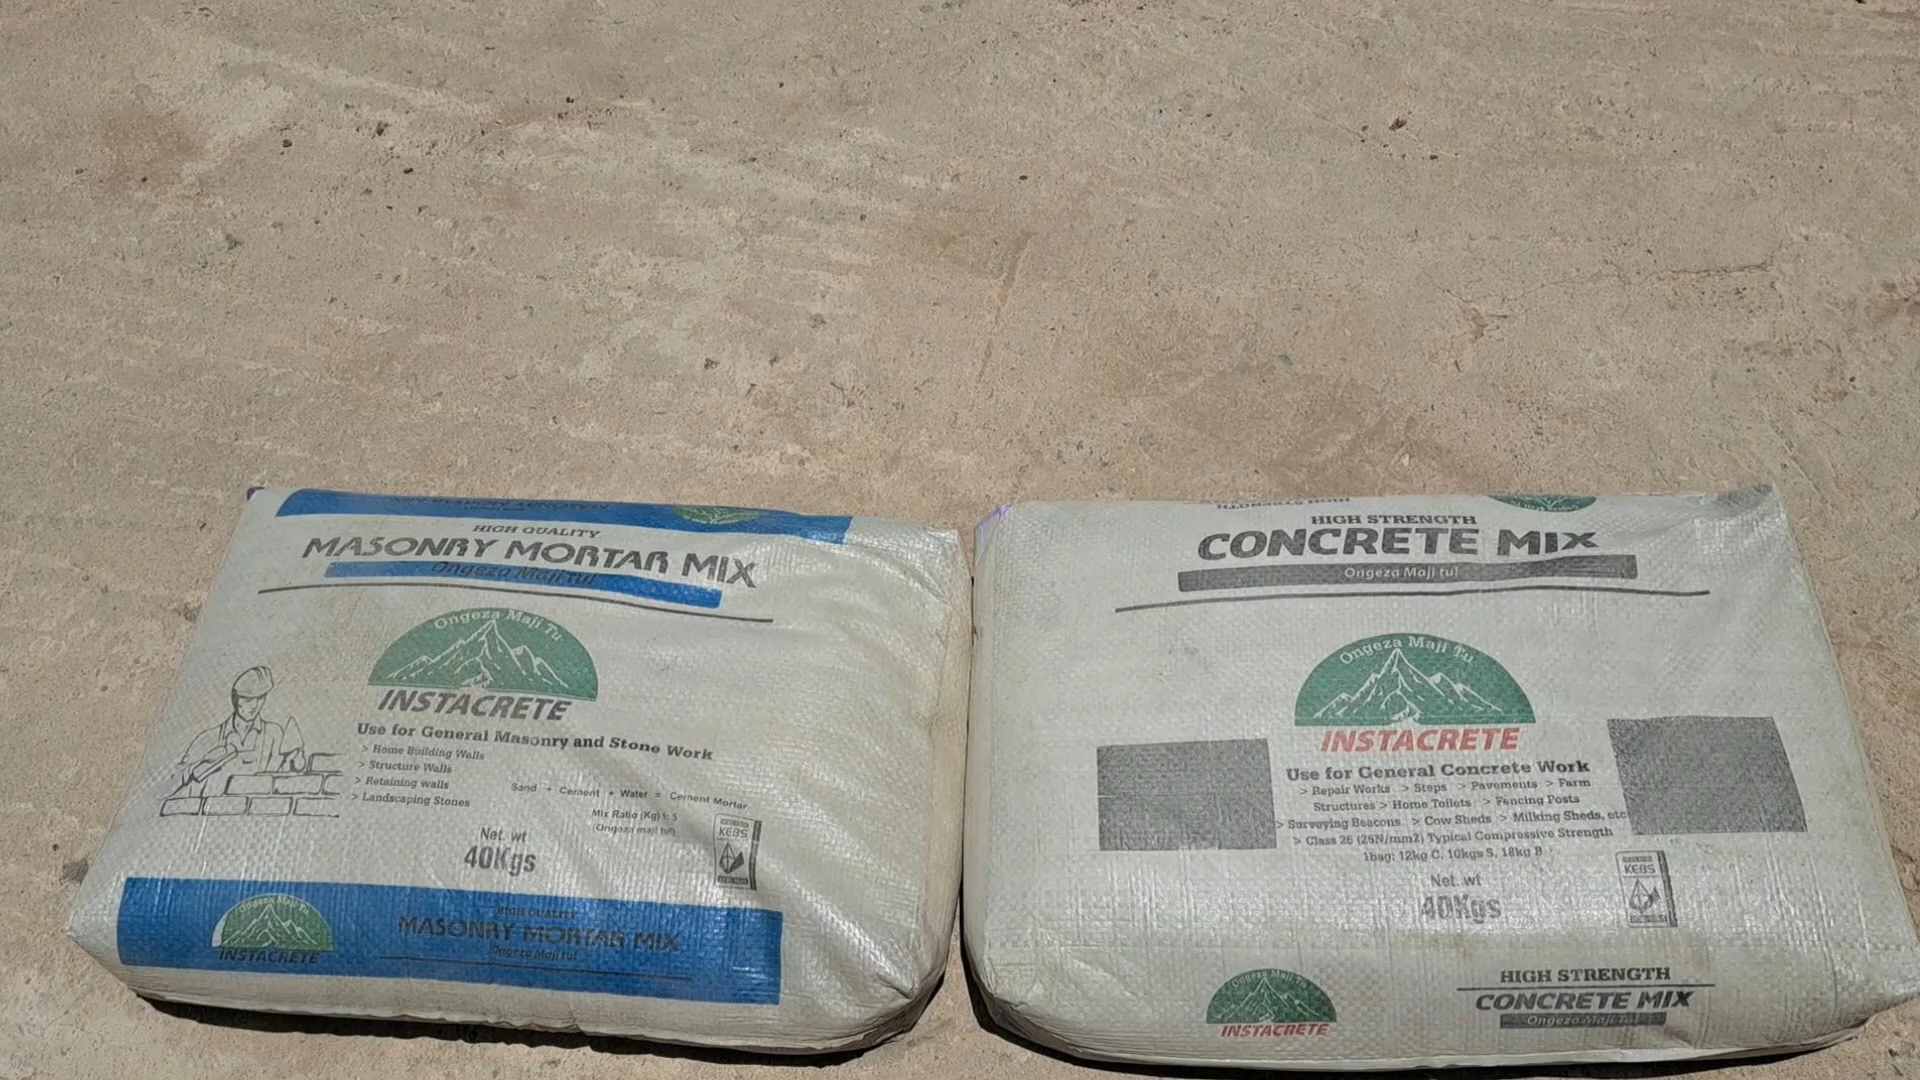 HIGH QUALITY
MASONRY MORTAR MIX
Ongeza Maji tu!
Ongeza Maji Tu
INSTACRETE
Use for General Masonry and Stone Work
> Home Building Walls
> Structure Walls
> Retaining walls
> Landscaping Stones
Sand + Cement + Water = Cement Mortar
Mix Ratio (Kg) 1: 5
(Ongeza maji tu!)
Net. wt
40Kgs
KEBS
Ongeza Maji Tu
INSTACRETE
HIGH QUALITY
MASONRY MORTAR MIX
Ongeza Maji tu!
HIGH STRENGTH
HIGH STRENGTH
CONCRETE MIX
Ongeza Maji tu!
Ongeza Maji Tu
INSTACRETE
Use for General Concrete Work
> Repair Works > Steps > Pavements > Farm
Structures > Home Toilets > Fencing Posts
> Surveying Beacons > Cow Sheds > Milking Sheds, etc
> Class 25 (25N/mm2) Typical Compressive Strength
1bag: 12kg C, 10kgs S, 18kg B
Net. wt
40Kgs
KEBS
Ongeza Maji Tu
INSTACRETE
HIGH STRENGTH
CONCRETE MIX
Ongeza Maji Tu!